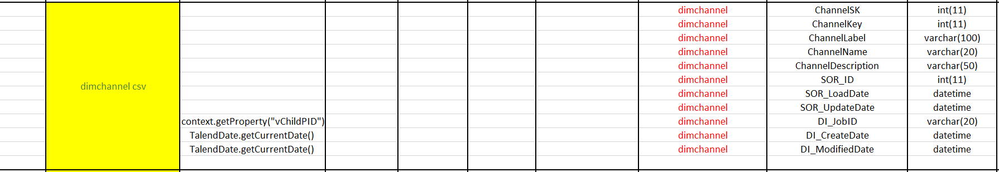 dimchannel ChannelSK int(11)
dimchannel ChannelKey int(11)
dimchannel ChannelLabel varchar(100)
dimchannel ChannelName varchar(20)
dimchannel ChannelDescription varchar(50)
dimchannel SOR_ID int(11)
dimchannel csv
dimchannel SOR_LoadDate datetime
dimchannel SOR_UpdateDate datetime
context.getProperty("vChildPID") dimchannel DI_JobID varchar(20)
TalendDate.getCurrentDate() dimchannel DI_CreateDate datetime
TalendDate.getCurrentDate() dimchannel DI_ModifiedDate datetime